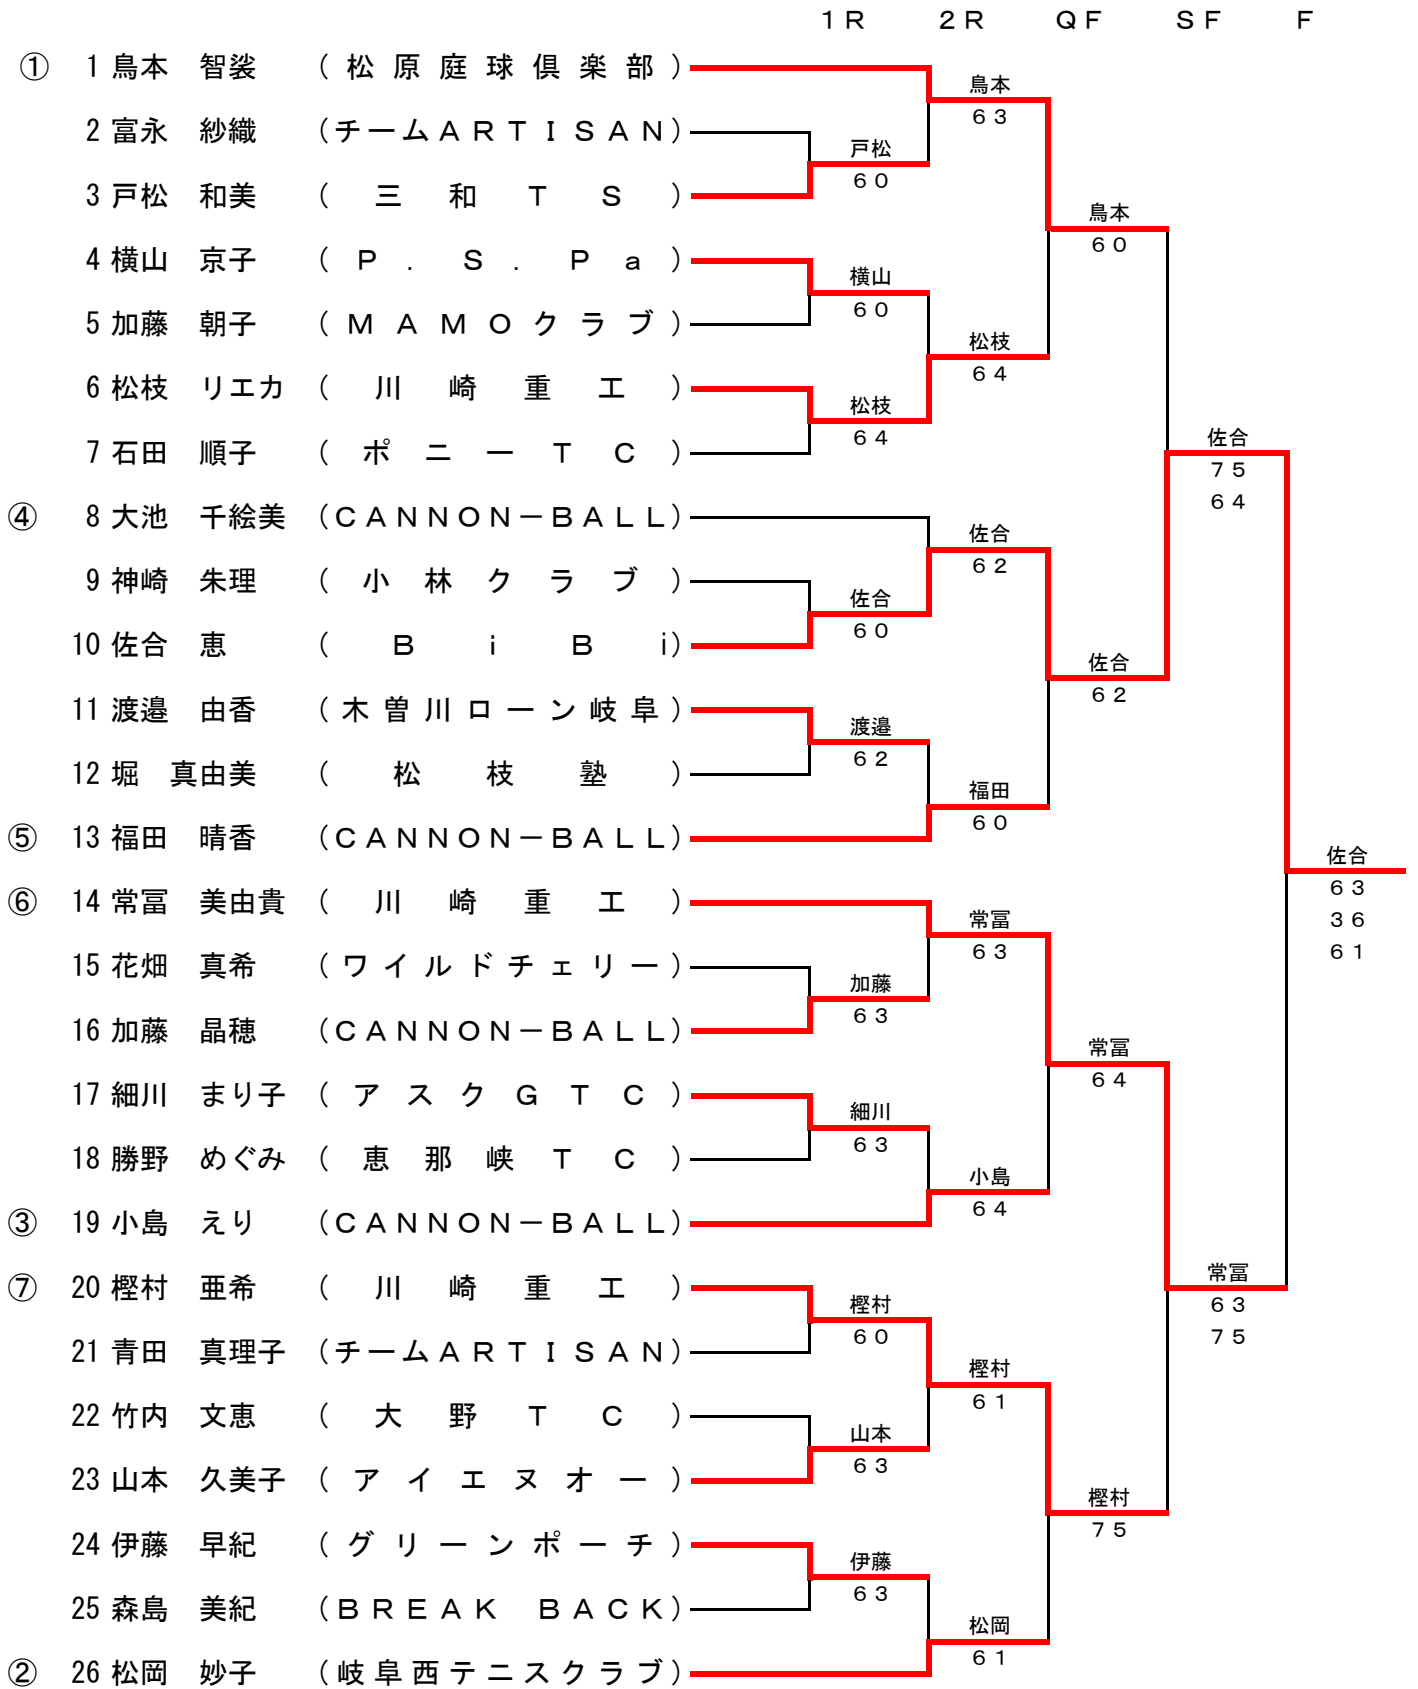 １Ｒ ２Ｒ ＱＦ ＳＦ Ｆ
① 1 鳥本 智裟 （松原庭球倶楽部）
鳥本
６３
2 富永 紗織 （チームＡＲＴＩＳＡＮ）
戸松
６０
3 戸松 和美 （三和ＴＳ）
鳥本
６０
4 横山 京子 （Ｐ．Ｓ．Ｐａ）
横山
６０
5 加藤 朝子 （ＭＡＭＯクラブ）
松枝
６４
6 松枝 リエカ （川崎重工）
松枝
６４
7 石田 順子 （ポニーＴＣ）
佐合
７５
６４
④ 8 大池 千絵美 （ＣＡＮＮＯＮ－ＢＡＬＬ）
佐合
６２
9 神崎 朱理 （小林クラブ）
佐合
６０
10 佐合 恵 （ＢｉＢｉ）
佐合
６２
11 渡邉 由香 （木曽川ローン岐阜）
渡邉
６２
12 堀 真由美 （松枝塾）
福田
６０
⑤ 13 福田 晴香 （ＣＡＮＮＯＮ－ＢＡＬＬ）
佐合
６３
３６
６１
⑥ 14 常冨 美由貴 （川崎重工）
常冨
６３
15 花畑 真希 （ワイルドチェリー）
加藤
６３
16 加藤 晶穂 （ＣＡＮＮＯＮ－ＢＡＬＬ）
常冨
６４
17 細川 まり子 （アスクＧＴＣ）
細川
６３
18 勝野 めぐみ （恵那峡ＴＣ）
小島
６４
③ 19 小島 えり （ＣＡＮＮＯＮ－ＢＡＬＬ）
常冨
６３
７５
⑦ 20 樫村 亜希 （川崎重工）
樫村
６０
21 青田 真理子 （チームＡＲＴＩＳＡＮ）
樫村
６１
22 竹内 文恵 （大野ＴＣ）
山本
６３
23 山本 久美子 （アイエヌオー）
樫村
７５
24 伊藤 早紀 （グリーンポーチ）
伊藤
６３
25 森島 美紀 （ＢＲＥＡＫ ＢＡＣＫ）
松岡
６１
② 26 松岡 妙子 （岐阜西テニスクラブ）